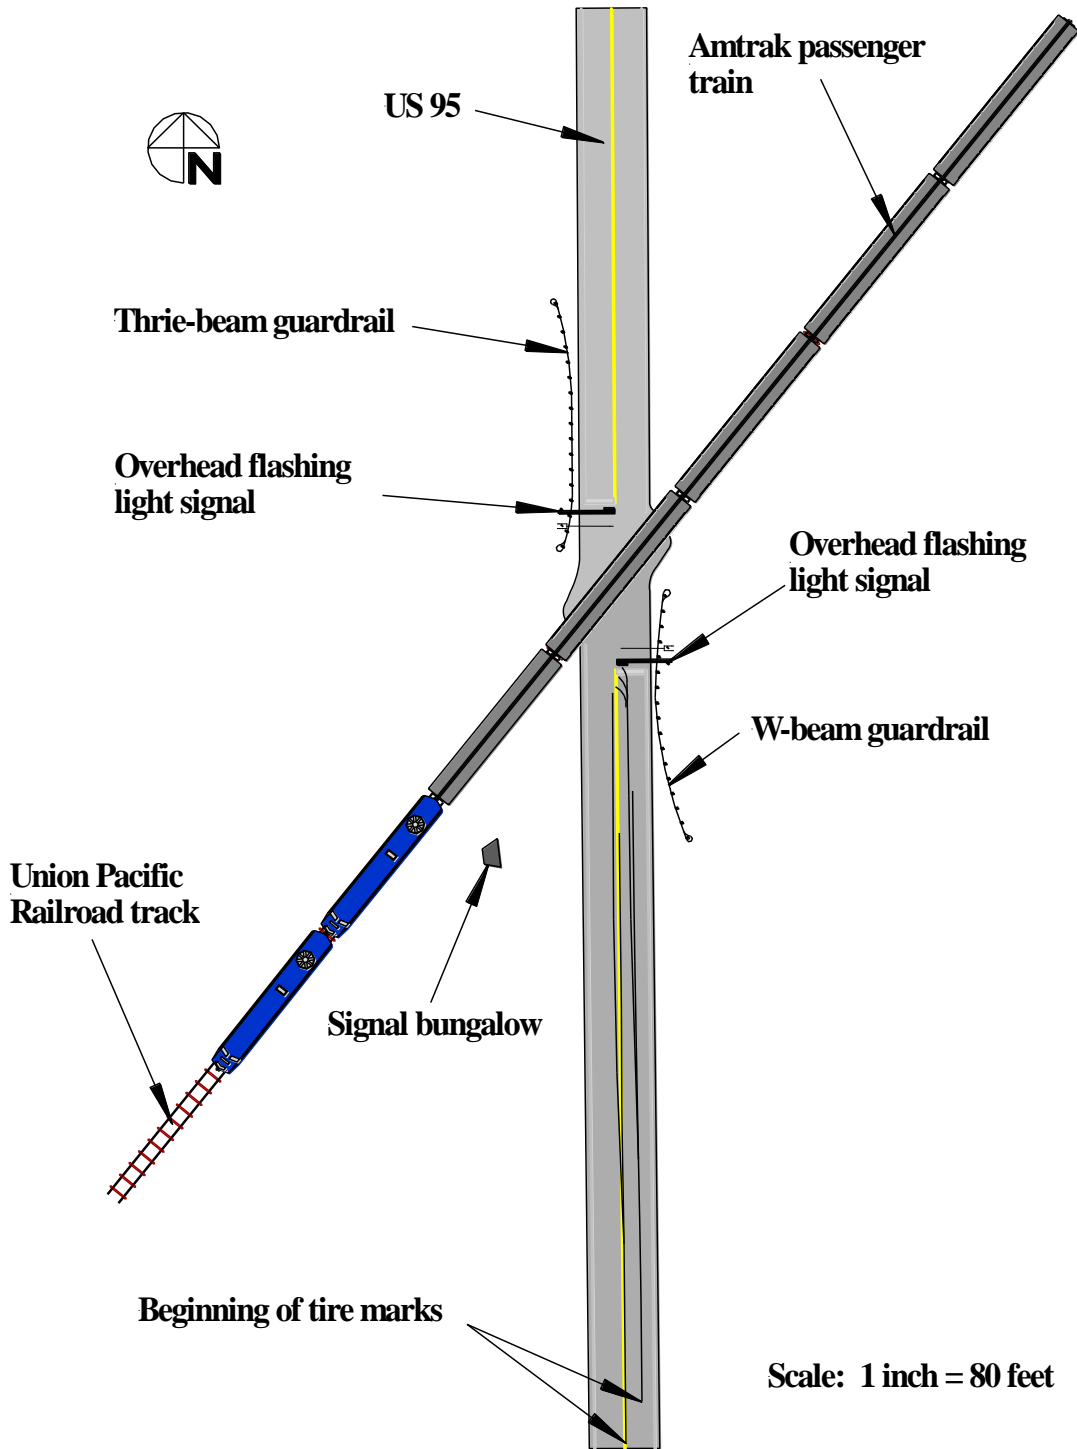 Amtrak passenger
train
US 95
N
Thrie-beam guardrail
Overhead flashing
light signal
Overhead flashing
light signal
W-beam guardrail
Union Pacific
Railroad track
Signal bungalow
Beginning of tire marks
Scale: 1 inch = 80 feet